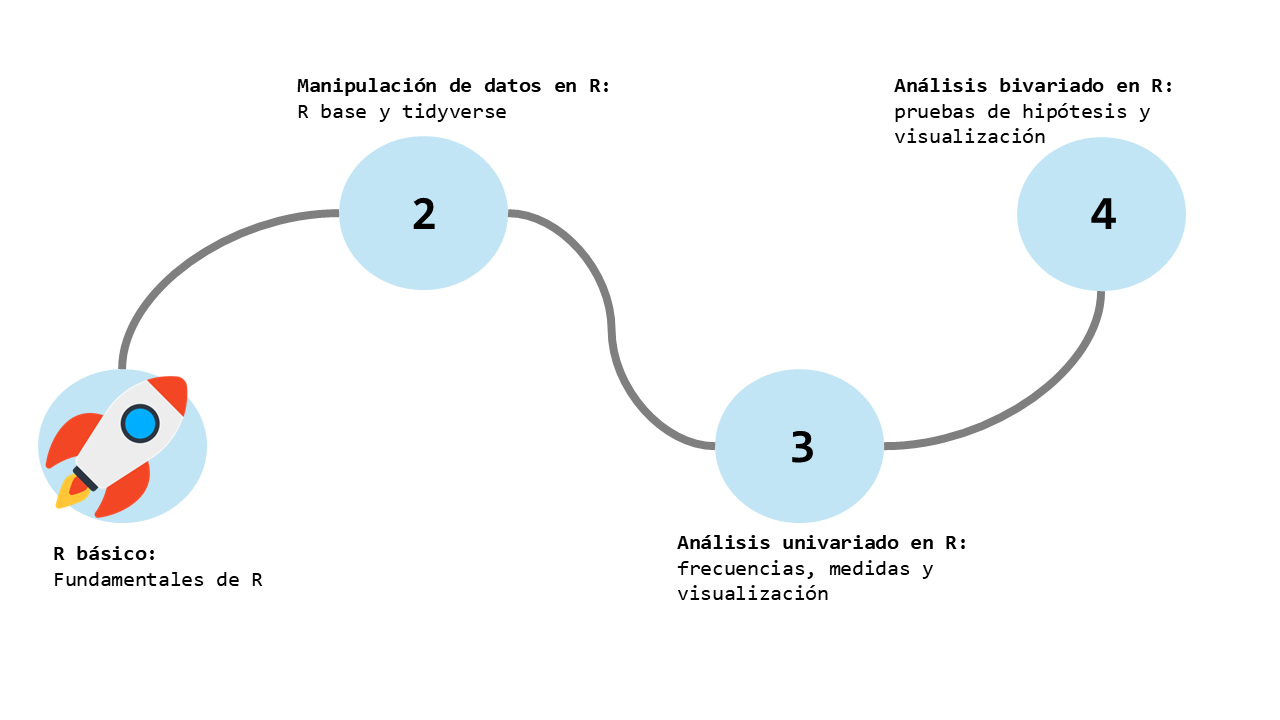 Manipulación de datos en R:
R base y tidyverse
2
Análisis bivariado en R:
pruebas de hipótesis y
visualización
4
R básico:
Fundamentales de R
3
Análisis univariado en R:
frecuencias, medidas y
visualización